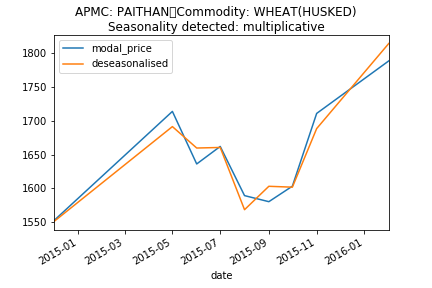 APMC: PAITHAN Commodity: WHEAT(HUSKED)
Seasonality detected: multiplicative
modal_price
deseasonalised
1800
1750
1700
1650
1600
1550
2015-01
2015-03
2015-05
2015-07
2015-09
2015-11
2016-01
date